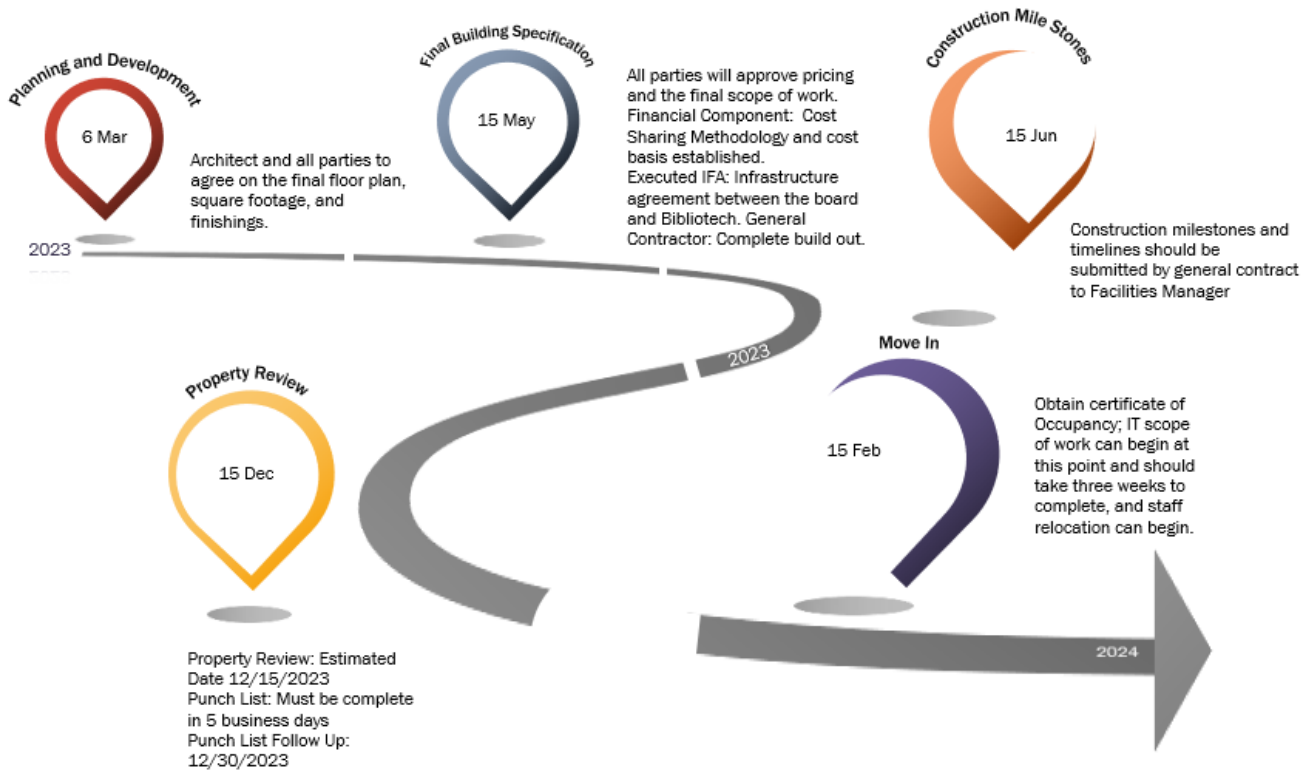 Planning and Development
6 Mar
Architect and all parties to
agree on the final floor plan,
square footage, and
finishings.
2023
Final Building Specification
15 May
All parties will approve pricing
and the final scope of work.
Financial Component:  Cost
Sharing Methodology and cost
basis established.
Executed IFA: Infrastructure
agreement between the board
and Bibliotech. General
Contractor: Complete build out.
Construction Mile Stones
15 Jun
Construction milestones and
timelines should be
submitted by general contract
to Facilities Manager
2023
Property Review
15 Dec
Property Review: Estimated
Date 12/15/2023
Punch List: Must be complete
in 5 business days
Punch List Follow Up:
12/30/2023
Move In
15 Feb
Obtain certificate of
Occupancy; IT scope
of work can begin at
this point and should
take three weeks to
complete, and staff
relocation can begin.
2024